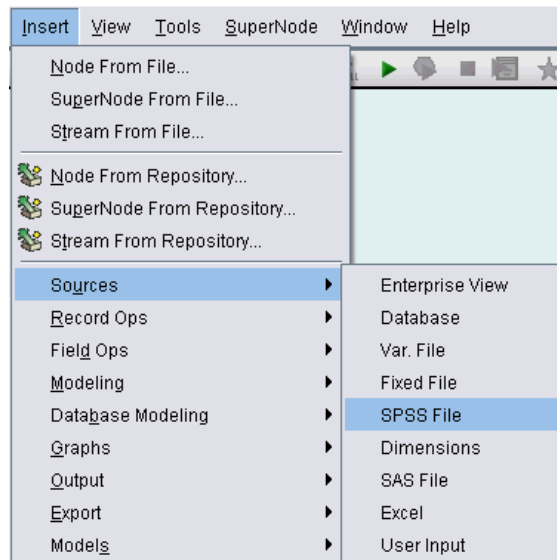 Insert View Tools SuperNode Window Help
Node From File...
SuperNode From File...
Stream From File...
Node From Repository...
SuperNode From Repository...
Stream From Repository...
Sources
Record Ops
Field Ops
Modeling
Database Modeling
Graphs
Output
Export
Models
Enterprise View
Database
Var. File
Fixed File
SPSS File
Dimensions
SAS File
Excel
User Input